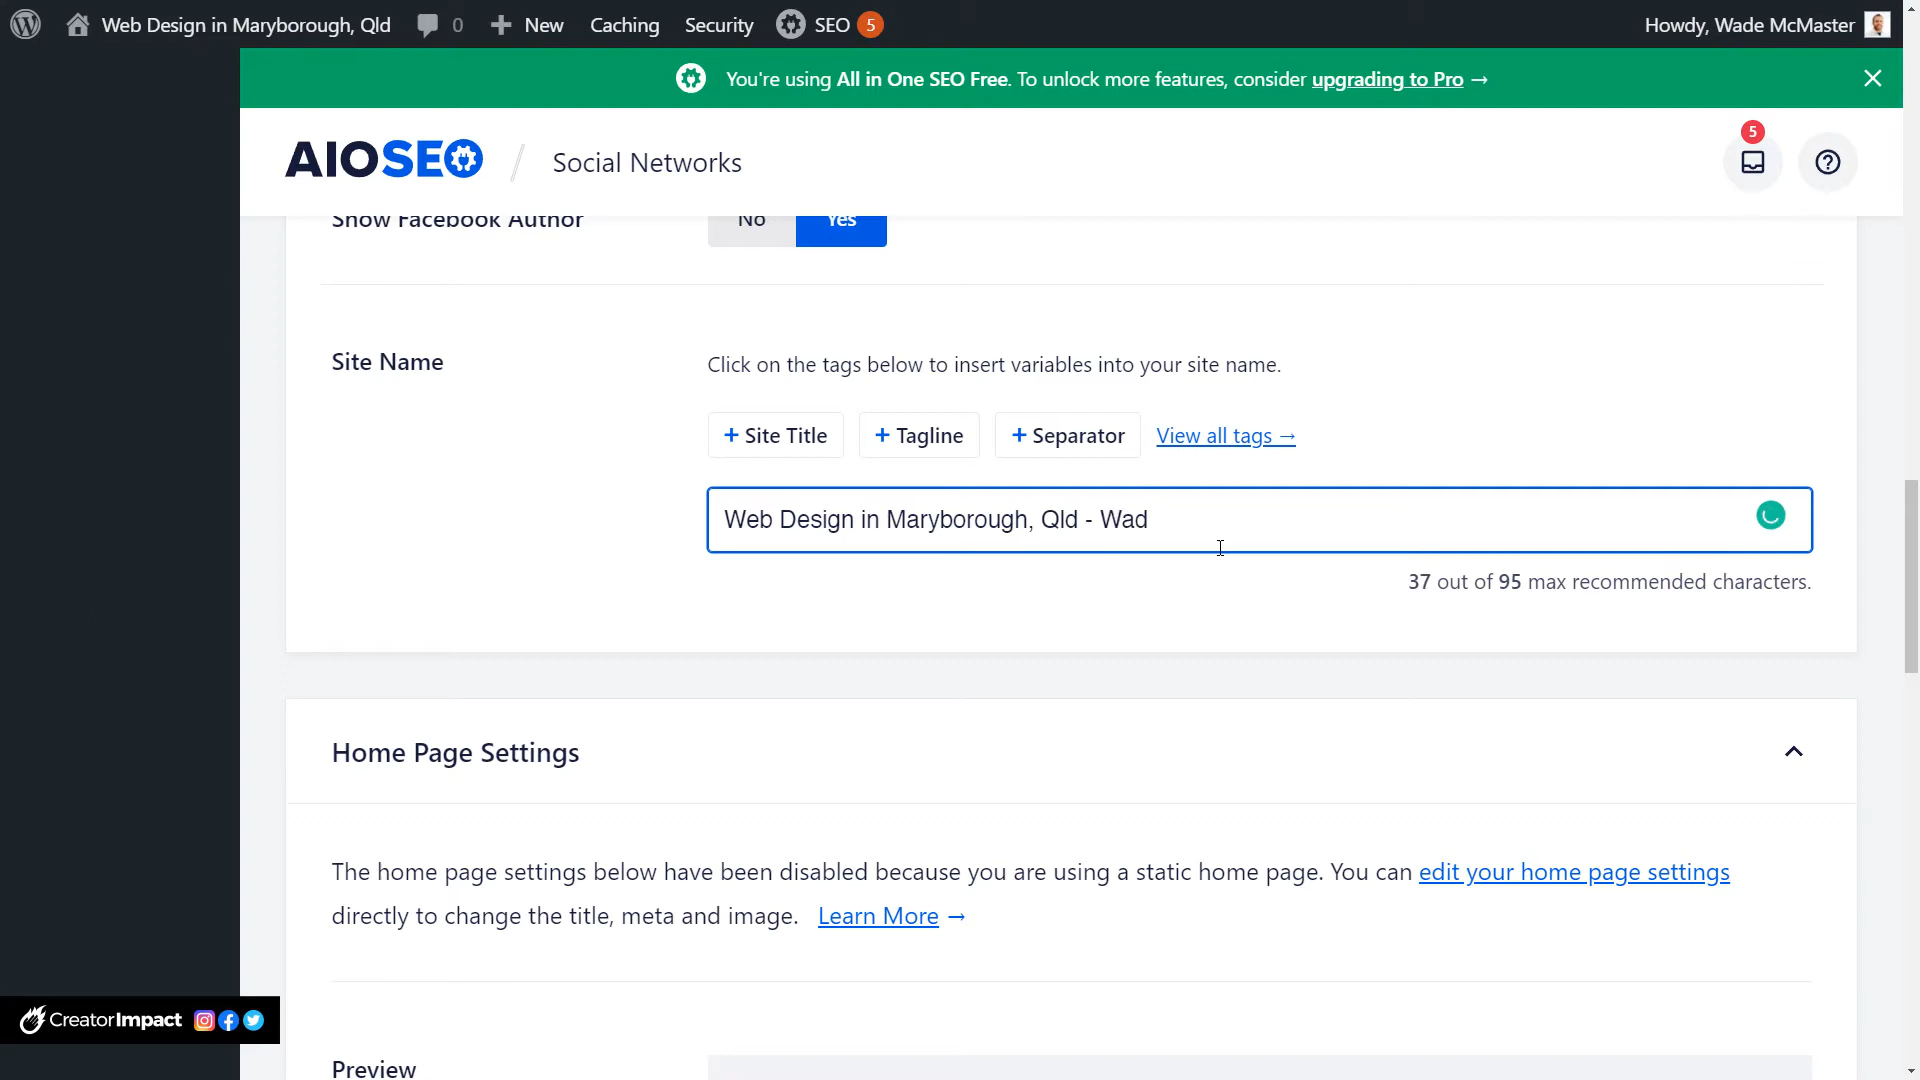 Web Design in Maryborough, Qld 0 New Caching Security SEO 5 Howdy, Wade McMaster
You're using All in One SEO Free. To unlock more features, consider upgrading to Pro →
5
AIOSEO / Social Networks
Show Facebook Author No Yes
Site Name Click on the tags below to insert variables into your site name.
+ Site Title + Tagline + Separator View all tags →
Web Design in Maryborough, Qld - Wad
37 out of 95 max recommended characters.
Home Page Settings
The home page settings below have been disabled because you are using a static home page. You can edit your home page settings
directly to change the title, meta and image. Learn More →
CreatorImpact
Preview